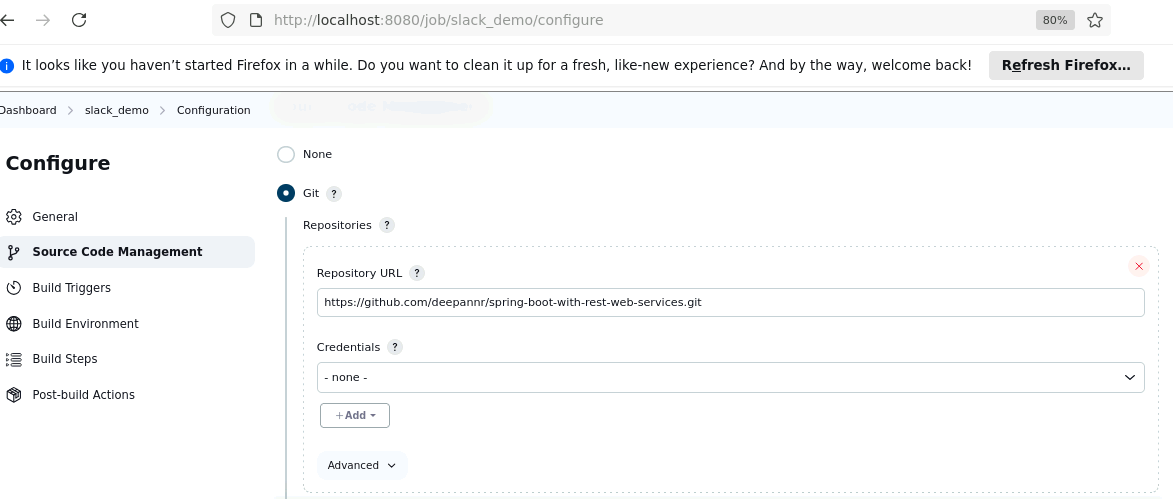 http://localhost:8080/job/slack_demo/configure 80%
It looks like you haven’t started Firefox in a while. Do you want to clean it up for a fresh, like-new experience? And by the way, welcome back! Refresh Firefox...
Dashboard > slack_demo > Configuration
Configure
General
Source Code Management
Build Triggers
Build Environment
Build Steps
Post-build Actions
None
Git ?
Repositories ?
Repository URL ?
https://github.com/deepannr/spring-boot-with-rest-web-services.git
Credentials ?
- none -
+Add
Advanced